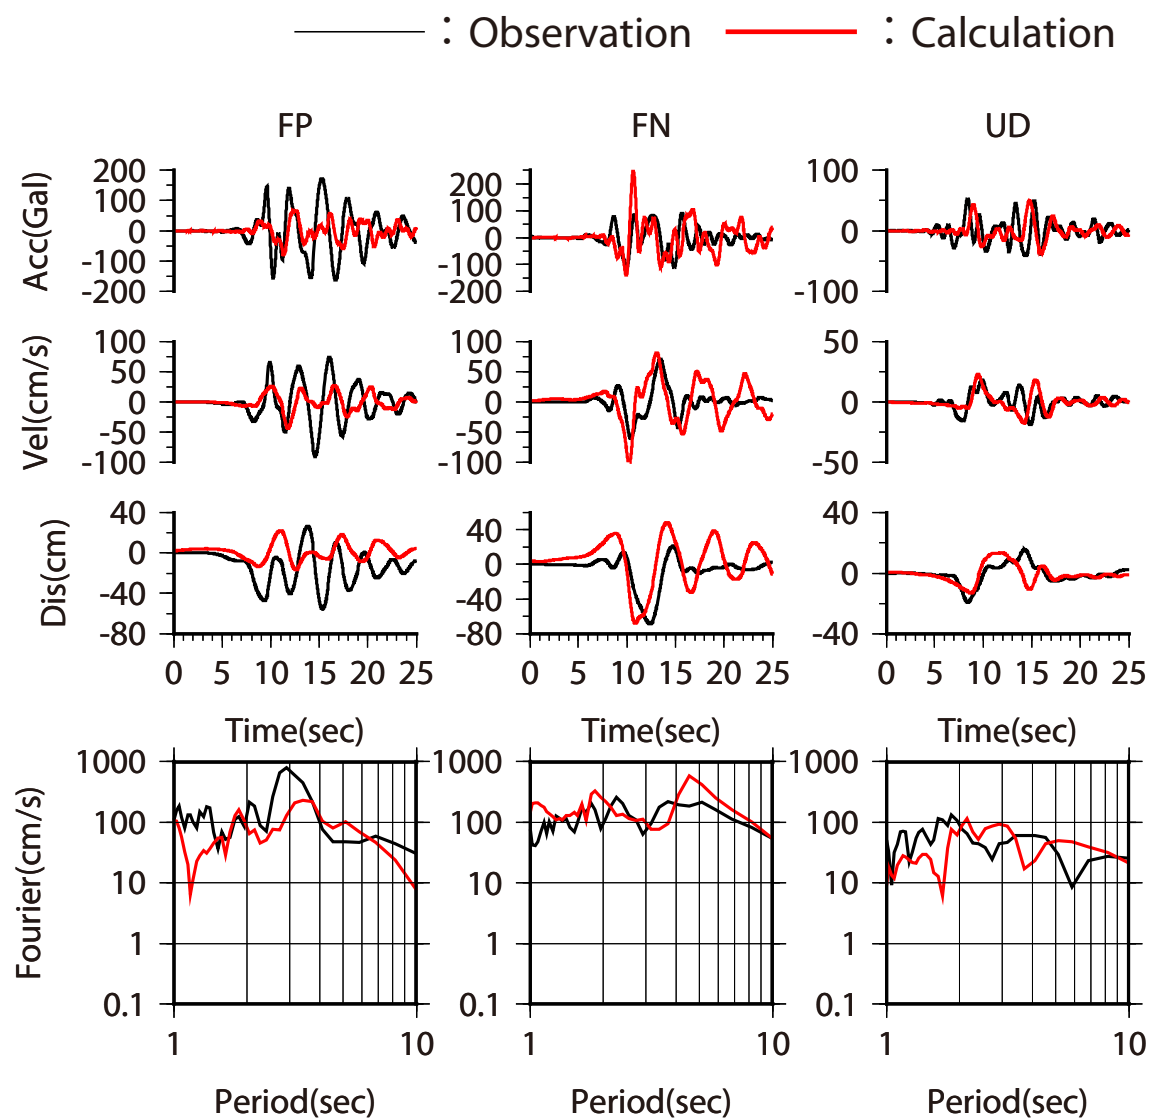 : Observation : Calculation
FP FN UD
Acc(Gal)
200 100 0 -100 -200
200 100 0 -100 -200
100 0 -100
Vel(cm/s)
100 50 0 -50 -100
100 50 0 -50 -100
50 0 -50
Dis(cm)
40 0 -40 -80
40 0 -40 -80
40 0 -40
0 5 10 15 20 25 0 5 10 15 20 25 0 5 10 15 20 25
Time(sec) Time(sec) Time(sec)
Fourier(cm/s)
1000 100 10 1 0.1
1000 100 10 1 0.1
1000 100 10 1 0.1
1 10 1 10 1 10
Period(sec) Period(sec) Period(sec)